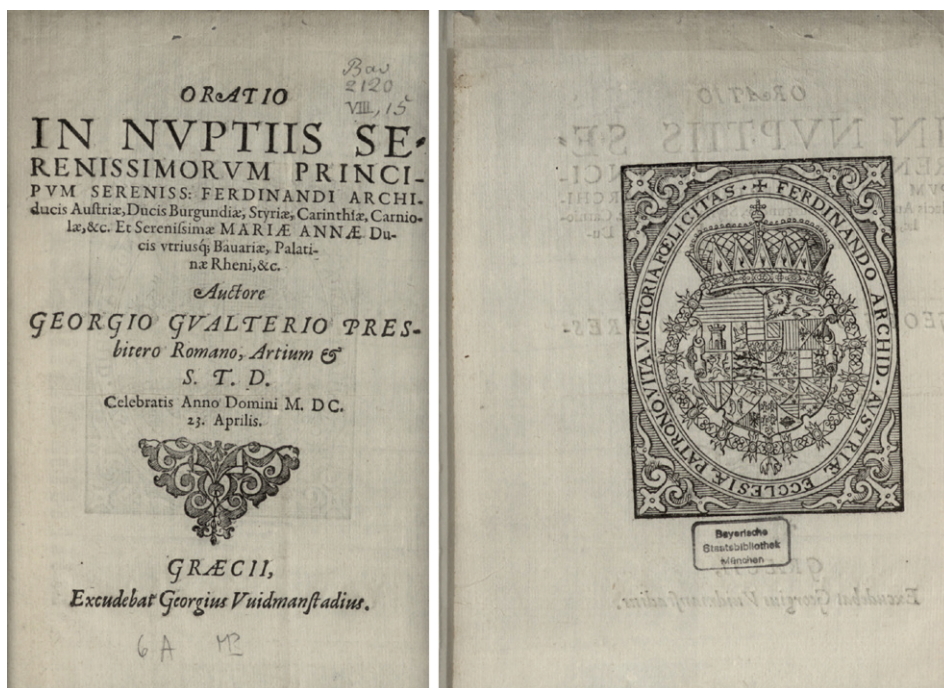 Bav
2120
VIII, 15
ORATIO
IN NVPTIIS SE-
RENISSIMORVM PRINCI-
PVM SERENISS: FERDINANDI ARCHI-
ducis Auſtriæ, Ducis Burgundiæ, Styriæ, Carinthiæ, Carnio-
læ, &c. Et Sereniſsimæ MARIÆ ANNÆ Du-
cis vtriusq́; Bauariæ, Palati-
næ Rheni, &c.
Auctore
GEORGIO GVALTERIO PRES-
bitero Romano, Artium &
S. T. D.
Celebratis Anno Domini M. DC.
23. Aprilis.
GRÆCII,
Excudebat Georgius Vuidmanſtadius.
6 A
✠ FERDINANDO ARCHID. AVSTRIÆ ECCLESIÆ PATRONO VITA. VICTORIA FŒLICITAS.
Bayerische
Staatsbibliothek
München